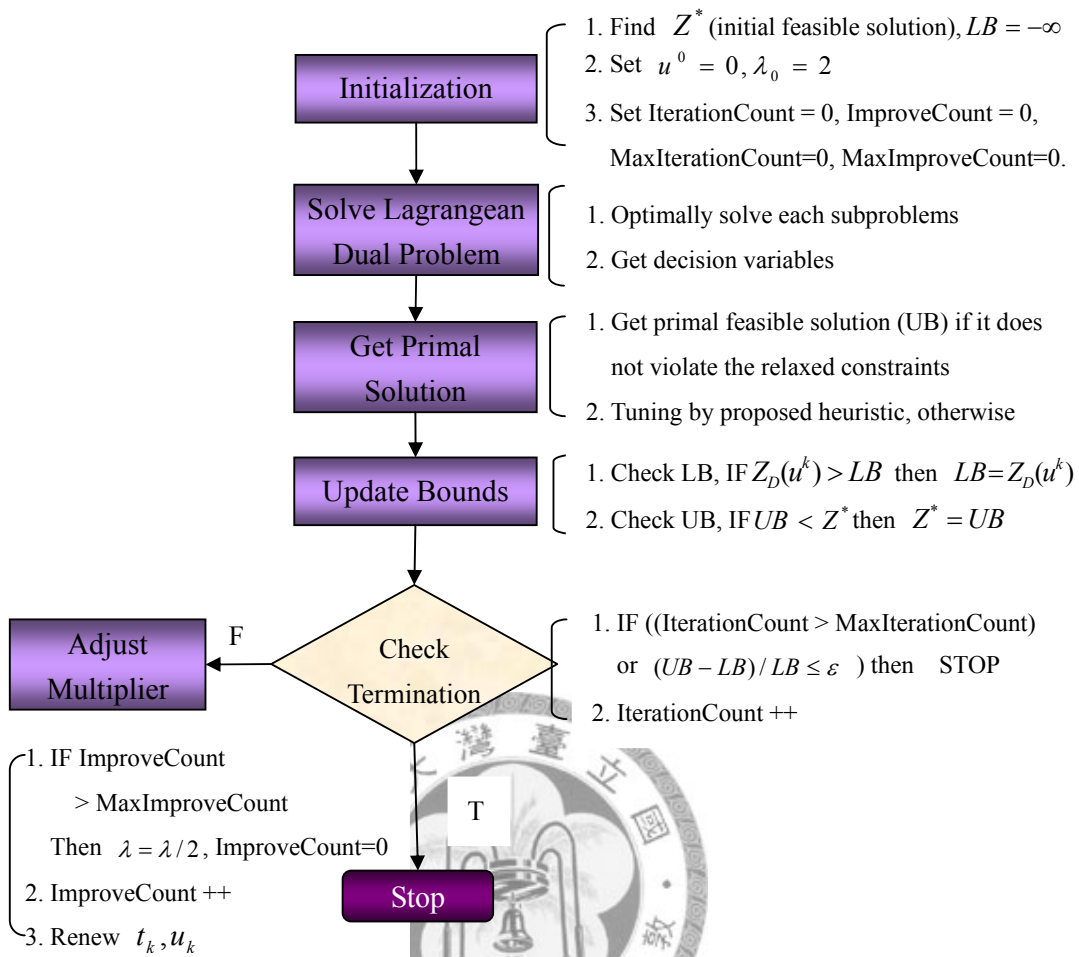 Initialization
1. Find Z* (initial feasible solution), LB = −∞
2. Set u⁰ = 0, λ₀ = 2
3. Set IterationCount = 0, ImproveCount = 0,
MaxIterationCount=0, MaxImproveCount=0.
Solve Lagrangean
Dual Problem
1. Optimally solve each subproblems
2. Get decision variables
Get Primal
Solution
1. Get primal feasible solution (UB) if it does
not violate the relaxed constraints
2. Tuning by proposed heuristic, otherwise
Update Bounds
1. Check LB, IF Z_D(u^k) > LB then LB = Z_D(u^k)
2. Check UB, IF UB < Z* then Z* = UB
Check
Termination
1. IF ((IterationCount > MaxIterationCount)
or (UB − LB) / LB ≤ ε ) then STOP
2. IterationCount ++
F
Adjust
Multiplier
1. IF ImproveCount
> MaxImproveCount
Then λ = λ/2, ImproveCount=0
2. ImproveCount ++
3. Renew t_k, u_k
T
Stop
灣臺立國
教